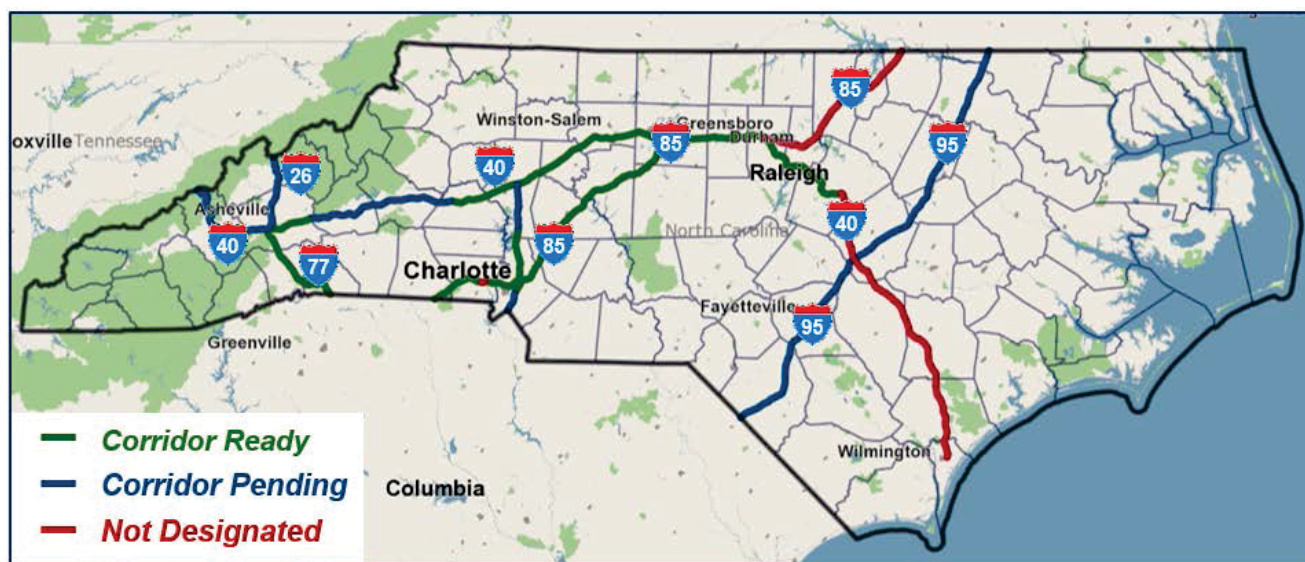 Winston-Salem
Greensboro
Durham
85
85
95
oxville Tennessee
26
40
Raleigh
Asheville
40
77
Charlotte
85
North Carolina
40
Fayetteville
95
Greenville
Wilmington
Columbia
Corridor Ready
Corridor Pending
Not Designated